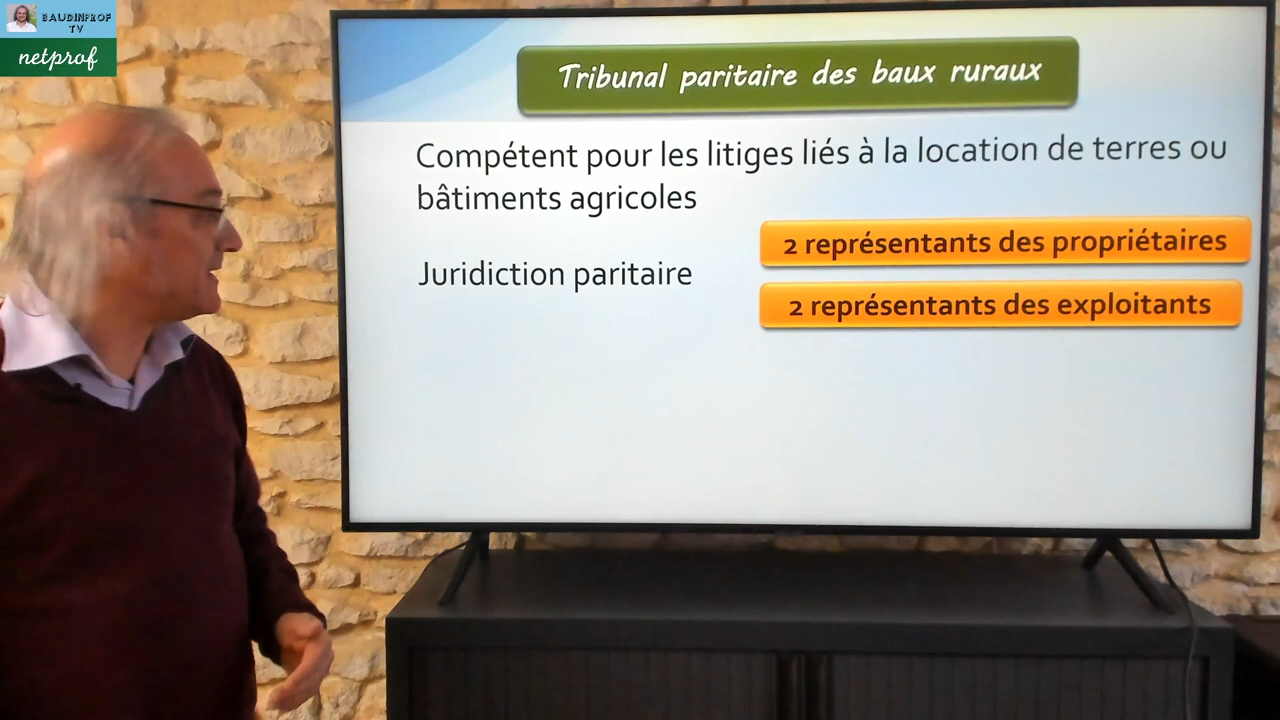 BAUDINPROF
TV
netprof
Tribunal paritaire des baux ruraux
Compétent pour les litiges liés à la location de terres ou
bâtiments agricoles
Juridiction paritaire
2 représentants des propriétaires
2 représentants des exploitants